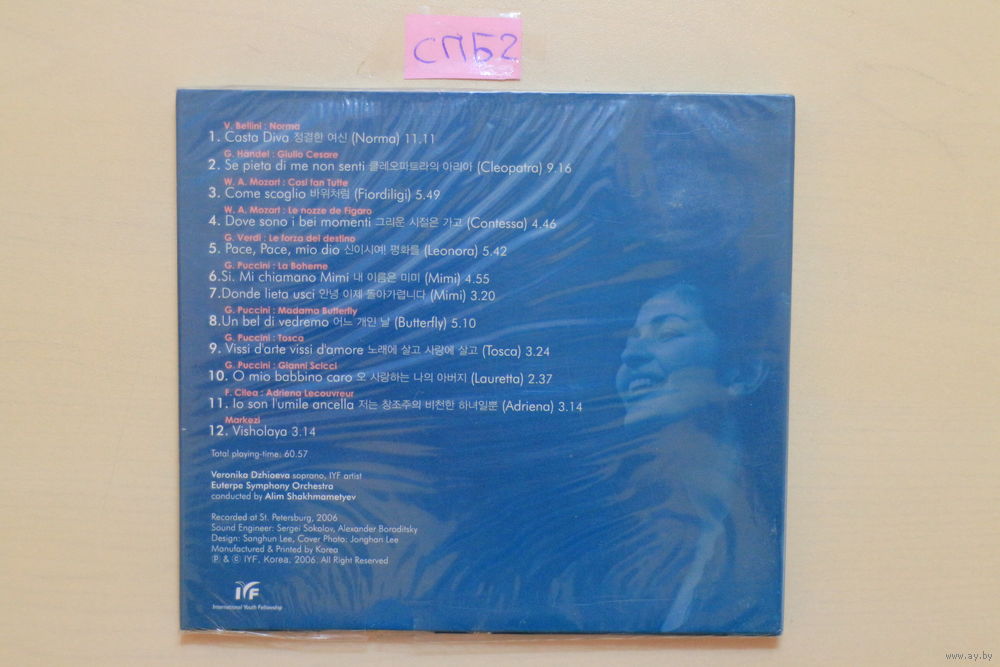 СПБ2
V. Bellini : Norma
1. Casta Diva 정결한 여신 (Norma) 11.11
G. Händel : Giulio Cesare
2. Se pieta di me non senti 클레오파트라의 아리아 (Cleopatra) 9.16
W. A. Mozart : Cosi fan Tutte
3. Come scoglio 바위처럼 (Fiordiligi) 5.49
W. A. Mozart : Le nozze de Figaro
4. Dove sono i bei momenti 그리운 시절은 가고 (Contessa) 4.46
G. Verdi : Le forza del destino
5. Pace, Pace, mio dio 신이시여! 평화를 (Leonora) 5.42
G. Puccini : La Boheme
6.Si. Mi chiamano Mimi 내 이름은 미미 (Mimi) 4.55
7.Donde lieta usci 안녕 이제 돌아가렵니다 (Mimi) 3.20
G. Puccini : Madama Butterfly
8.Un bel di vedremo 어느 개인 날 (Butterfly) 5.10
G. Puccini : Tosca
9. Vissi d'arte vissi d'amore 노래에 살고 사랑에 살고 (Tosca) 3.24
G. Puccini : Gianni Scicci
10. O mio babbino caro 오 사랑하는 나의 아버지 (Lauretta) 2.37
F. Cilea : Adriena Lecouvreur
11. Io son l'umile ancella 저는 창조주의 비천한 하녀일뿐 (Adriena) 3.14
Markezi
12. Visholaya 3.14
Total playing-time: 60.57
Veronika Dzhioeva soprano, IYF artist
Euterpe Symphony Orchestra
conducted by Alim Shakhmametyev
Recorded at St. Petersburg, 2006
Sound Engineer: Sergei Sokolov, Alexander Boroditsky
Design: Sanghun Lee, Cover Photo: Jonghan Lee
Manufactured & Printed by Korea
℗ & © IYF, Korea, 2006. All Right Reserved
IYF
International Youth Fellowship
www.ay.by